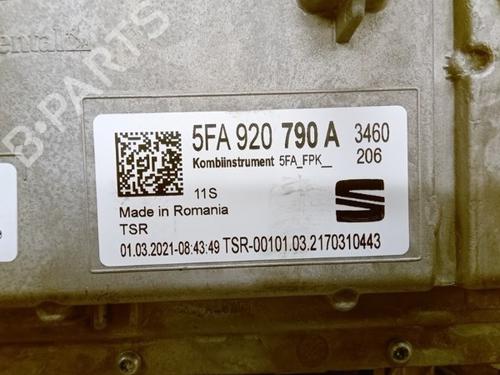 B-PARTS
5FA 920 790 A 3460
Kombiinstrument 5FA_FPK__ 206
11S
Made in Romania
TSR
01.03.2021-08:43:49 TSR-00101.03.2170310443